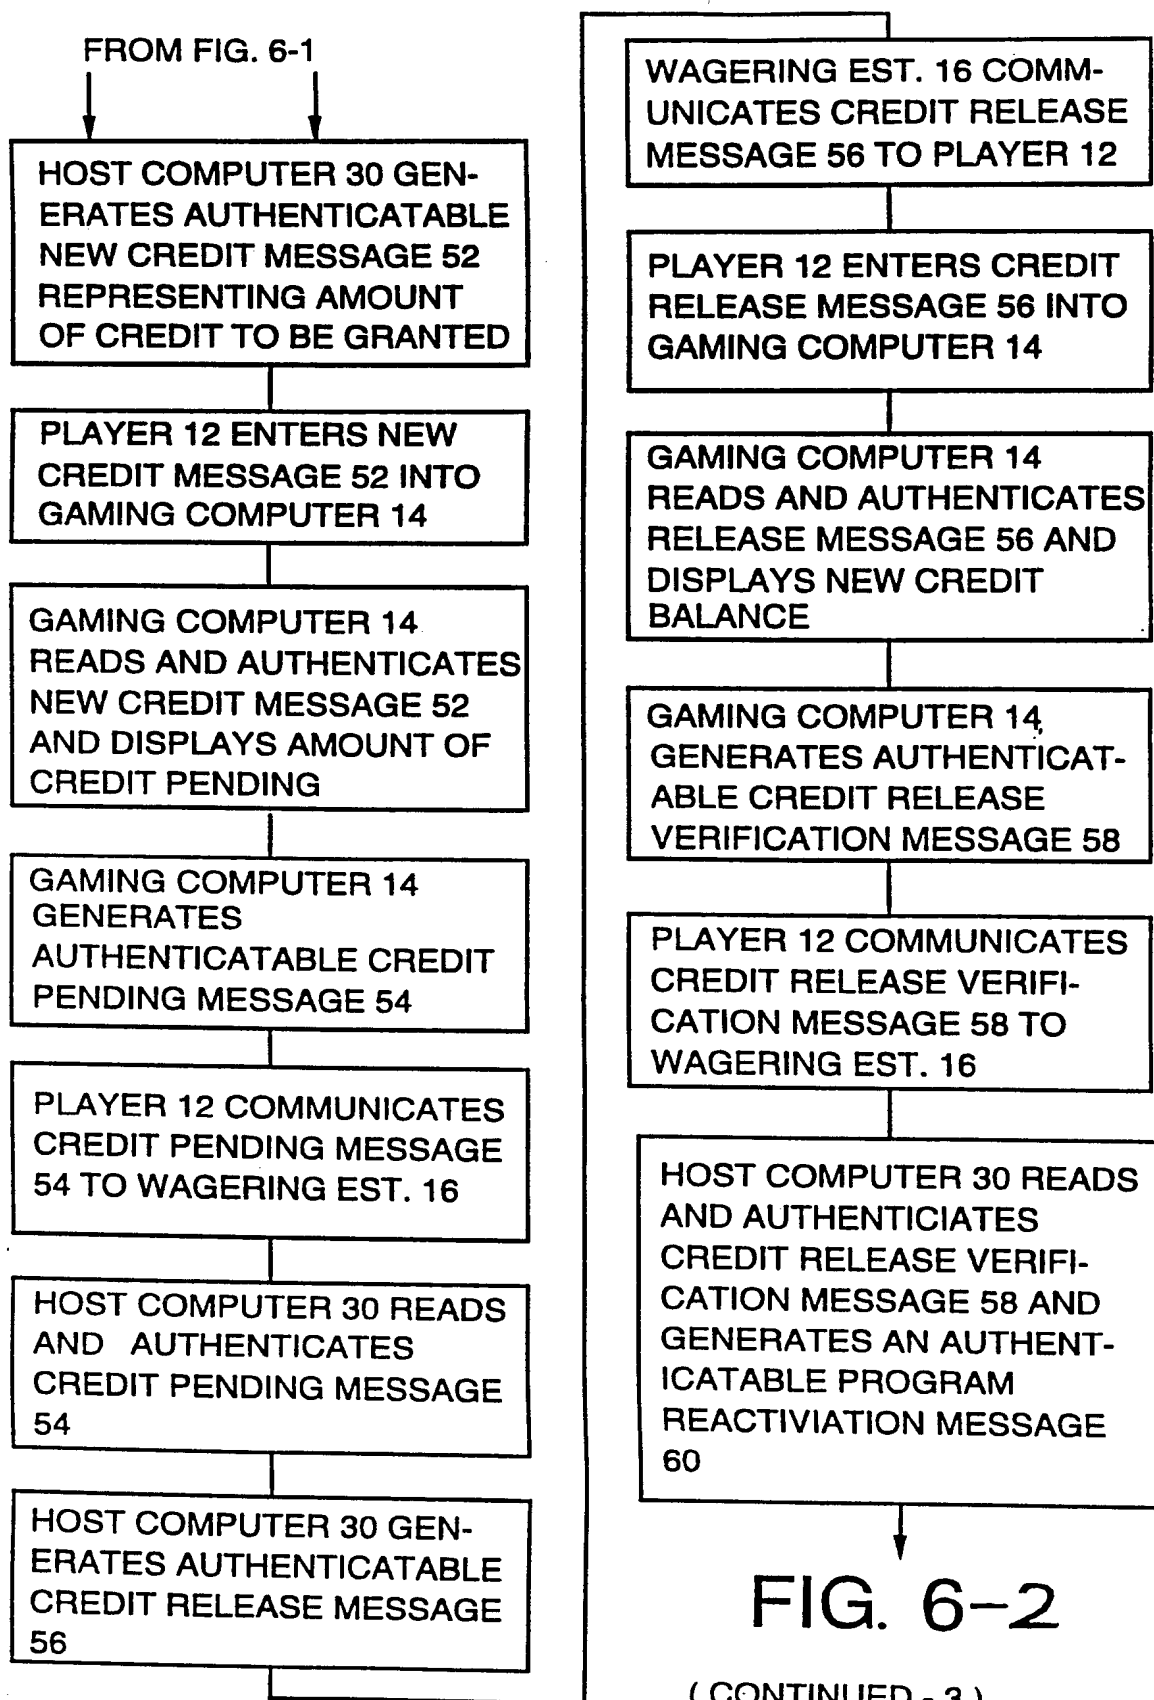 FROM FIG. 6-1
HOST COMPUTER 30 GEN-
ERATES AUTHENTICATABLE
NEW CREDIT MESSAGE 52
REPRESENTING AMOUNT
OF CREDIT TO BE GRANTED
PLAYER 12 ENTERS NEW
CREDIT MESSAGE 52 INTO
GAMING COMPUTER 14
GAMING COMPUTER 14
READS AND AUTHENTICATES
NEW CREDIT MESSAGE 52
AND DISPLAYS AMOUNT OF
CREDIT PENDING
GAMING COMPUTER 14
GENERATES
AUTHENTICATABLE CREDIT
PENDING MESSAGE 54
PLAYER 12 COMMUNICATES
CREDIT PENDING MESSAGE
54 TO WAGERING EST. 16
HOST COMPUTER 30 READS
AND AUTHENTICATES
CREDIT PENDING MESSAGE
54
HOST COMPUTER 30 GEN-
ERATES AUTHENTICATABLE
CREDIT RELEASE MESSAGE
56
WAGERING EST. 16 COMM-
UNICATES CREDIT RELEASE
MESSAGE 56 TO PLAYER 12
PLAYER 12 ENTERS CREDIT
RELEASE MESSAGE 56 INTO
GAMING COMPUTER 14
GAMING COMPUTER 14
READS AND AUTHENTICATES
RELEASE MESSAGE 56 AND
DISPLAYS NEW CREDIT
BALANCE
GAMING COMPUTER 14
GENERATES AUTHENTICAT-
ABLE CREDIT RELEASE
VERIFICATION MESSAGE 58
PLAYER 12 COMMUNICATES
CREDIT RELEASE VERIFI-
CATION MESSAGE 58 TO
WAGERING EST. 16
HOST COMPUTER 30 READS
AND AUTHENTICIATES
CREDIT RELEASE VERIFI-
CATION MESSAGE 58 AND
GENERATES AN AUTHENT-
ICATABLE PROGRAM
REACTIVIATION MESSAGE
60
FIG. 6-2
( CONTINUED - 3 )